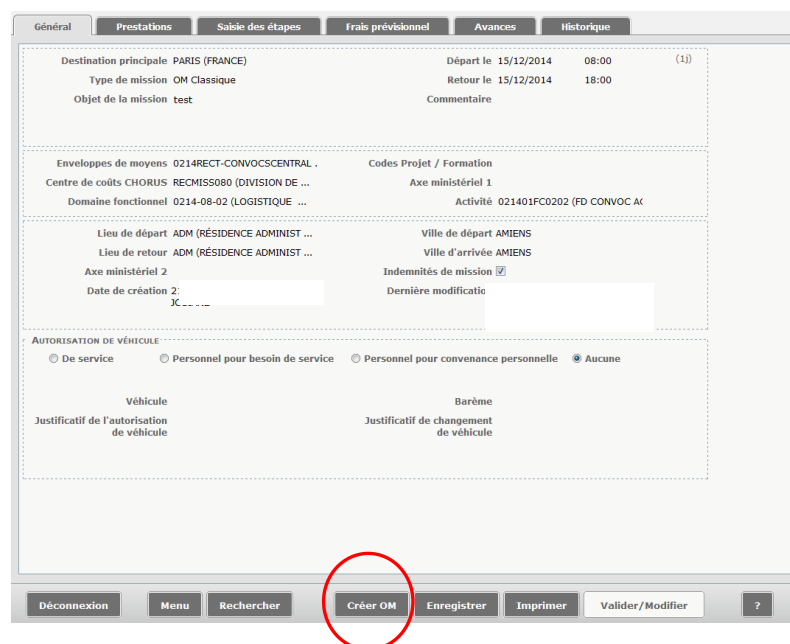 Général Prestations Saisie des étapes Frais prévisionnel Avances Historique
Destination principale PARIS (FRANCE) Départ le 15/12/2014 08:00 (1j)
Type de mission OM Classique Retour le 15/12/2014 18:00
Objet de la mission test Commentaire
Enveloppes de moyens 0214RECT-CONVOCSCENTRAL . Codes Projet / Formation
Centre de coûts CHORUS RECMISS080 (DIVISION DE ... Axe ministériel 1
Domaine fonctionnel 0214-08-02 (LOGISTIQUE ... Activité 021401FC0202 (FD CONVOC AC
Lieu de départ ADM (RÉSIDENCE ADMINIST ... Ville de départ AMIENS
Lieu de retour ADM (RÉSIDENCE ADMINIST ... Ville d'arrivée AMIENS
Axe ministériel 2 Indemnités de mission
Date de création Dernière modification
AUTORISATION DE VÉHICULE
De service Personnel pour besoin de service Personnel pour convenance personnelle Aucune
Véhicule Barème
Justificatif de l'autorisation Justificatif de changement
de véhicule de véhicule
Déconnexion Menu Rechercher Créer OM Enregistrer Imprimer Valider/Modifier ?